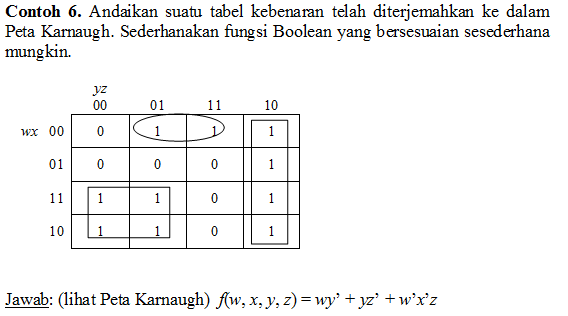 Contoh 6. Andaikan suatu tabel kebenaran telah diterjemahkan ke dalam
Peta Karnaugh. Sederhanakan fungsi Boolean yang bersesuaian sesederhana
mungkin.
yz
00 01 11 10
wx 00 0 1 1 1
01 0 0 0 1
11 1 1 0 1
10 1 1 0 1
Jawab: (lihat Peta Karnaugh) f(w, x, y, z) = wy’ + yz’ + w’x’z